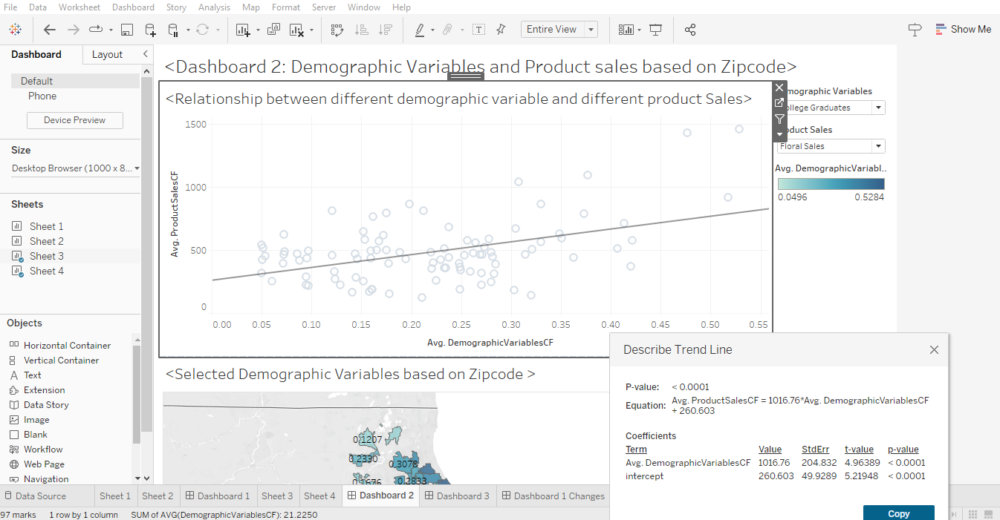 File Data Worksheet Dashboard Story Analysis Map Format Server Window Help
Entire View
Show Me
Dashboard Layout
Default
Phone
Device Preview
Size
Desktop Browser (1000 x 8...
Sheets
Sheet 1
Sheet 2
Sheet 3
Sheet 4
Objects
Horizontal Container
Vertical Container
A Text
Extension
Data Story
Image
Blank
Workflow
Web Page
Navigation
<Dashboard 2: Demographic Variables and Product sales based on Zipcode>
<Relationship between different demographic variable and different product Sales>
1500
1000
500
0
Avg. ProductSalesCF
0.00 0.05 0.10 0.15 0.20 0.25 0.30 0.35 0.40 0.45 0.50 0.55
Avg. DemographicVariablesCF
mographic Variables
ollege Graduates
oduct Sales
Floral Sales
Avg. DemographicVariabl..
0.0496 0.5284
<Selected Demographic Variables based on Zipcode >
0.1207
0.2330
0.3078
0.2833
0.1676
Describe Trend Line
P-value: < 0.0001
Equation: Avg. ProductSalesCF = 1016.76*Avg. DemographicVariablesCF
+ 260.603
Coefficients
Term Value StdErr t-value p-value
Avg. DemographicVariablesCF 1016.76 204.832 4.96389 < 0.0001
intercept 260.603 49.9289 5.21948 < 0.0001
Copy
Data Source Sheet 1 Sheet 2 Dashboard 1 Sheet 3 Sheet 4 Dashboard 2 Dashboard 3 Dashboard 1 Changes
97 marks 1 row by 1 column SUM of AVG(DemographicVariablesCF): 21.2250